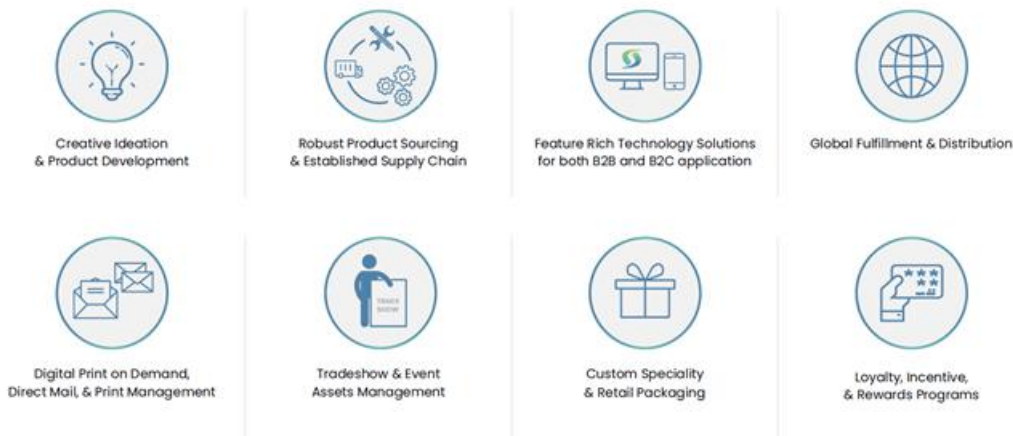 Creative Ideation
& Product Development
Robust Product Sourcing
& Established Supply Chain
Feature Rich Technology Solutions
for both B2B and B2C application
Global Fulfillment & Distribution
TRADE
SHOW
Digital Print on Demand,
Direct Mail, & Print Management
Tradeshow & Event
Assets Management
Custom Speciality
& Retail Packaging
Loyalty, Incentive,
& Rewards Programs